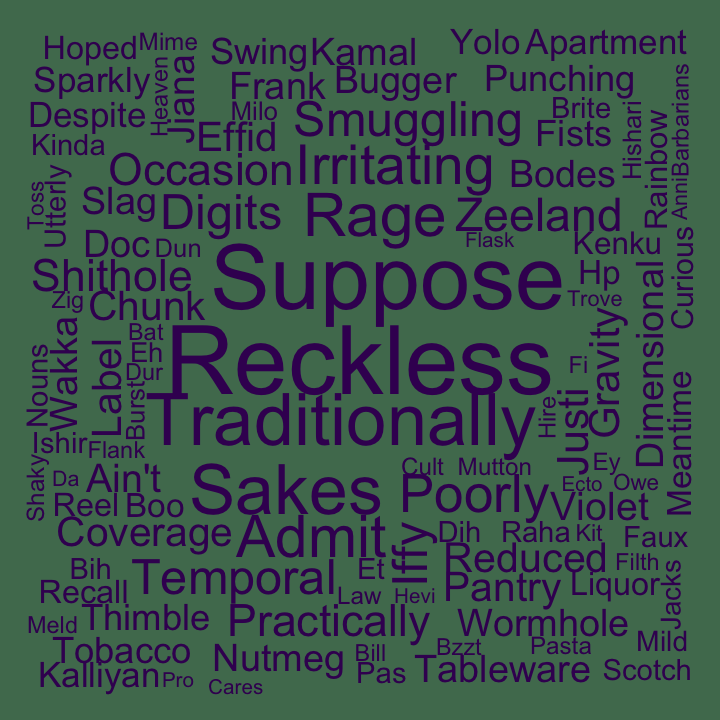 Hoped
Mime
Swing
Kamal
Yolo
Apartment
Sparkly
Heaven
Jiana
Frank
Bugger
Punching
Despite
Milo
Effid
Smuggling
Brite
Fists
Hishari
Rainbow
AnniBarbarians
Kinda
Occasion
Irritating
Bodes
Toss
Utterly
Slag
Digits
Rage
Zeeland
Doc
Dun
Flask
Kenku
Curious
Shithole
Suppose
Hp
Zig
Chunk
Trove
Wakka
Bat
Reckless
Gravity
Dimensional
Nouns
Label
Eh
Dur
Burst
Fi
Traditionally
Hire
Justi
Meantime
Ishir
Flank
Shaky
Da
Ain't
Sakes
Cult
Mutton
Ey
Ecto
Owe
Reel
Boo
Poorly
Violet
Coverage
Admit
Iffy
Dih
Raha
Kit
Faux
Bih
Temporal
Et
Reduced
Filth
Recall
Law
Hevi
Pantry
Liquor
Jacks
Meld
Thimble
Practically
Wormhole
Tobacco
Nutmeg
Bill
Bzzt
Pasta
Mild
Kalliyan
Pro
Cares
Pas
Tableware
Scotch